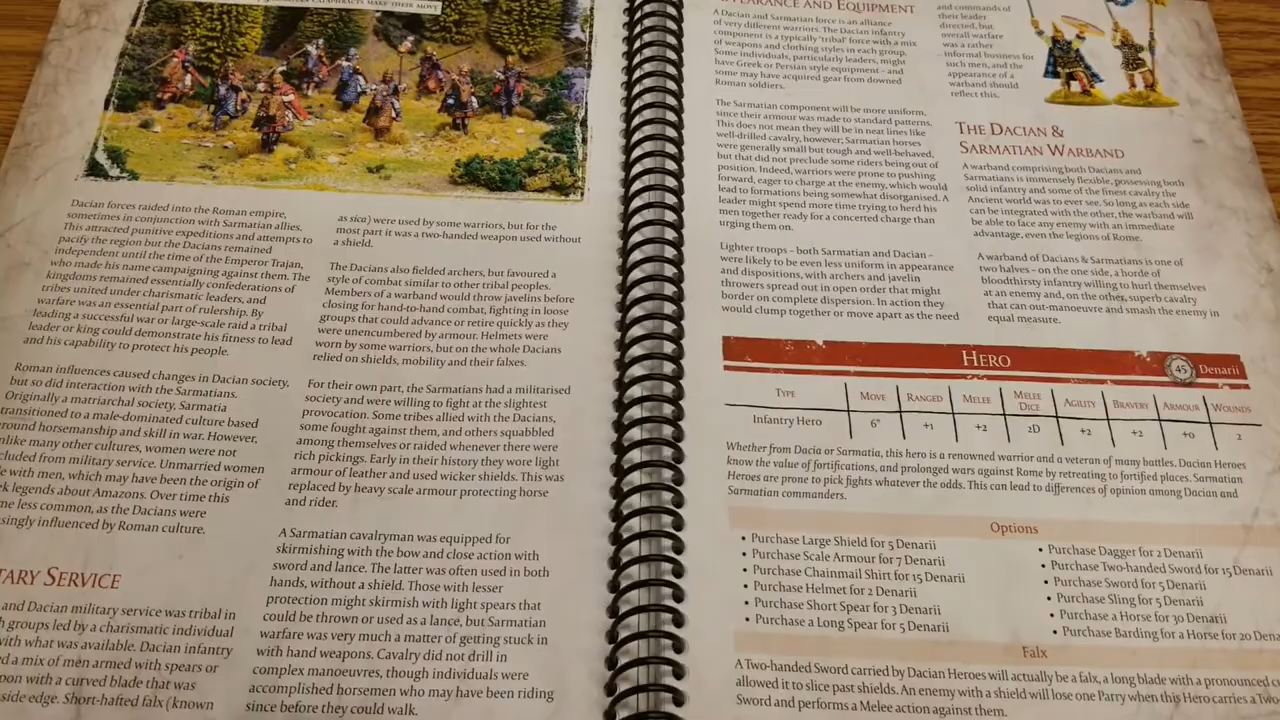 CATAPHRACTS MAKE THEIR MOVE
Dacian forces raided into the Roman empire,
sometimes in conjunction with Sarmatian allies.
This attracted punitive expeditions and attempts to
pacify the region but the Dacians remained
independent until the time of the Emperor Trajan,
who made his name campaigning against them. The
kingdoms remained essentially confederations of
tribes united under charismatic leaders, and
warfare was an essential part of rulership. By
leading a successful war or large-scale raid a tribal
leader or king could demonstrate his fitness to lead
and his capability to protect his people.
Roman influences caused changes in Dacian society,
but so did interaction with the Sarmatians.
Originally a matriarchal society, Sarmatia
transitioned to a male-dominated culture based
around horsemanship and skill in war. However,
unlike many other cultures, women were not
cluded from military service. Unmarried women
e with men, which may have been the origin of
ek legends about Amazons. Over time this
me less common, as the Dacians were
singly influenced by Roman culture.
TARY SERVICE
and Dacian military service was tribal in
h groups led by a charismatic individual
with what was available. Dacian infantry
d a mix of men armed with spears or
pon with a curved blade that was
side edge. Short-hafted falx (known
as sica) were used by some warriors, but for the
most part it was a two-handed weapon used without
a shield.
The Dacians also fielded archers, but favoured a
style of combat similar to other tribal peoples.
Members of a warband would throw javelins before
closing for hand-to-hand combat, fighting in loose
groups that could advance or retire quickly as they
were unencumbered by armour. Helmets were
worn by some warriors, but on the whole Dacians
relied on shields, mobility and their falxes.
For their own part, the Sarmatians had a militarised
society and were willing to fight at the slightest
provocation. Some tribes allied with the Dacians,
some fought against them, and others squabbled
among themselves or raided whenever there were
rich pickings. Early in their history they wore light
armour of leather and used wicker shields. This was
replaced by heavy scale armour protecting horse
and rider.
A Sarmatian cavalryman was equipped for
skirmishing with the bow and close action with
sword and lance. The latter was often used in both
hands, without a shield. Those with lesser
protection might skirmish with light spears that
could be thrown or used as a lance, but Sarmatian
warfare was very much a matter of getting stuck in
with hand weapons. Cavalry did not drill in
complex manoeuvres, though individuals were
accomplished horsemen who may have been riding
since before they could walk.
PEARANCE AND EQUIPMENT
A Dacian and Sarmatian force is an alliance
of very different warriors. The Dacian infantry
component is a typically 'tribal' force with a mix
of weapons and clothing styles in each group.
Some individuals, particularly leaders, might
have Greek or Persian style equipment – and
some may have acquired gear from downed
Roman soldiers.
The Sarmatian component will be more uniform,
since their armour was made to standard patterns.
This does not mean they will be in neat lines like
well-drilled cavalry, however; Sarmatian horses
were generally small but tough and well-behaved,
but that did not preclude some riders being out of
position. Indeed, warriors were prone to pushing
forward, eager to charge at the enemy, which would
lead to formations being somewhat disorganised. A
leader might spend more time trying to herd his
men together ready for a concerted charge than
urging them on.
Lighter troops – both Sarmatian and Dacian –
were likely to be even less uniform in appearance
and dispositions, with archers and javelin
throwers spread out in open order that might
border on complete dispersion. In action they
would clump together or move apart as the need
and commands of
their leader
directed, but
overall warfare
was a rather
informal business for
such men, and the
appearance of a
warband should
reflect this.
THE DACIAN &
SARMATIAN WARBAND
A warband comprising both Dacians and
Sarmatians is immensely flexible, possessing both
solid infantry and some of the finest cavalry the
Ancient world was to ever see. So long as each side
can be integrated with the other, the warband will
be able to face any enemy with an immediate
advantage, even the legions of Rome.
A warband of Dacians & Sarmatians is one of
two halves – on the one side, a horde of
bloodthirsty infantry willing to hurl themselves
at an enemy and, on the other, superb cavalry
that can out-manoeuvre and smash the enemy in
equal measure.
HERO 45 Denarii
TYPE MOVE RANGED MELEE MELEE DICE AGILITY BRAVERY ARMOUR WOUNDS
Infantry Hero 6" +1 +2 2D +2 +2 +0 2
Whether from Dacia or Sarmatia, this hero is a renowned warrior and a veteran of many battles. Dacian Heroes
know the value of fortifications, and prolonged wars against Rome by retreating to fortified places. Sarmatian
Heroes are prone to pick fights whatever the odds. This can lead to differences of opinion among Dacian and
Sarmatian commanders.
Options
• Purchase Large Shield for 5 Denarii
• Purchase Scale Armour for 7 Denarii
• Purchase Chainmail Shirt for 15 Denarii
• Purchase Helmet for 2 Denarii
• Purchase Short Spear for 3 Denarii
• Purchase a Long Spear for 5 Denarii
• Purchase Dagger for 2 Denarii
• Purchase Two-handed Sword for 15 Denarii
• Purchase Sword for 5 Denarii
• Purchase Sling for 5 Denarii
• Purchase a Horse for 30 Denarii
• Purchase Barding for a Horse for 20 Dena
Falx
A Two-handed Sword carried by Dacian Heroes will actually be a falx, a long blade with a pronounced cu
allowed it to slice past shields. An enemy with a shield will lose one Parry when this Hero carries a Two-
Sword and performs a Melee action against them.